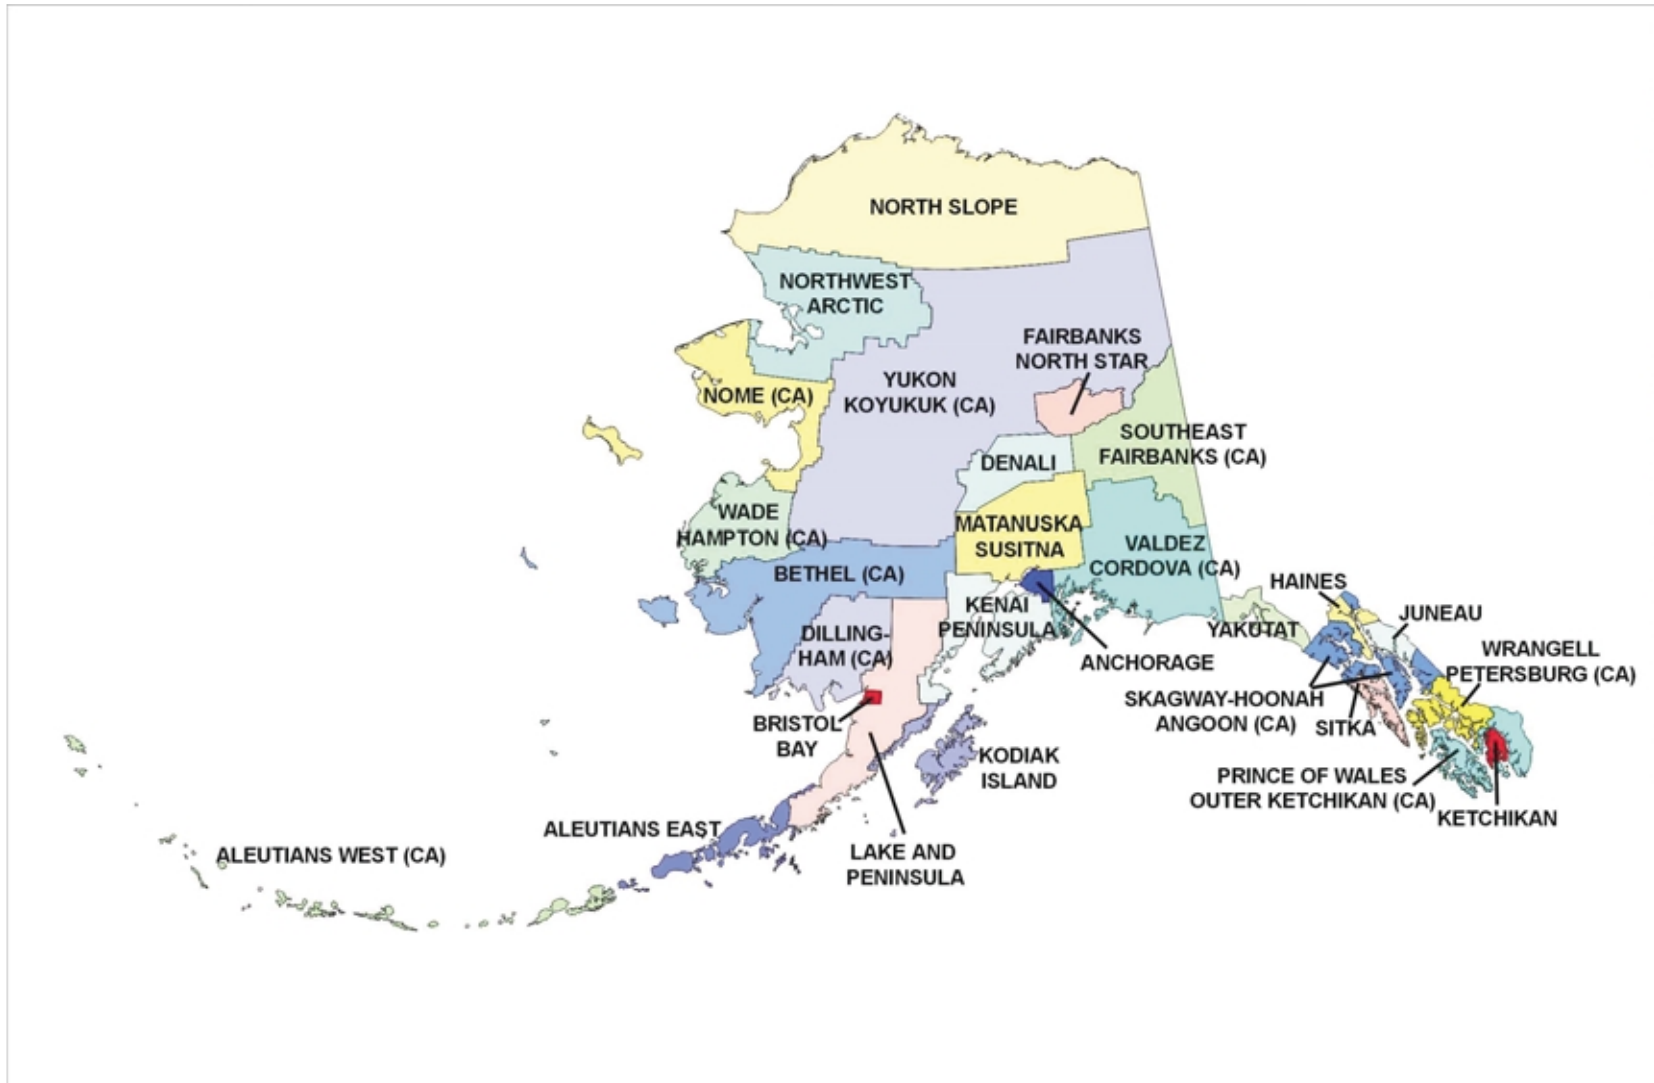 NORTH SLOPE
NORTHWEST
ARCTIC
FAIRBANKS
NORTH STAR
YUKON
KOYUKUK (CA)
NOME (CA)
SOUTHEAST
FAIRBANKS (CA)
DENALI
WADE
HAMPTON (CA)
MATANUSKA
SUSITNA
VALDEZ
CORDOVA (CA)
BETHEL (CA)
HAINES
KENAI
PENINSULA
JUNEAU
YAKUTAT
DILLING-
HAM (CA)
ANCHORAGE
WRANGELL
PETERSBURG (CA)
SKAGWAY-HOONAH
ANGOON (CA)
SITKA
BRISTOL
BAY
KODIAK
ISLAND
PRINCE OF WALES
OUTER KETCHIKAN (CA)
KETCHIKAN
ALEUTIANS EAST
ALEUTIANS WEST (CA)
LAKE AND
PENINSULA